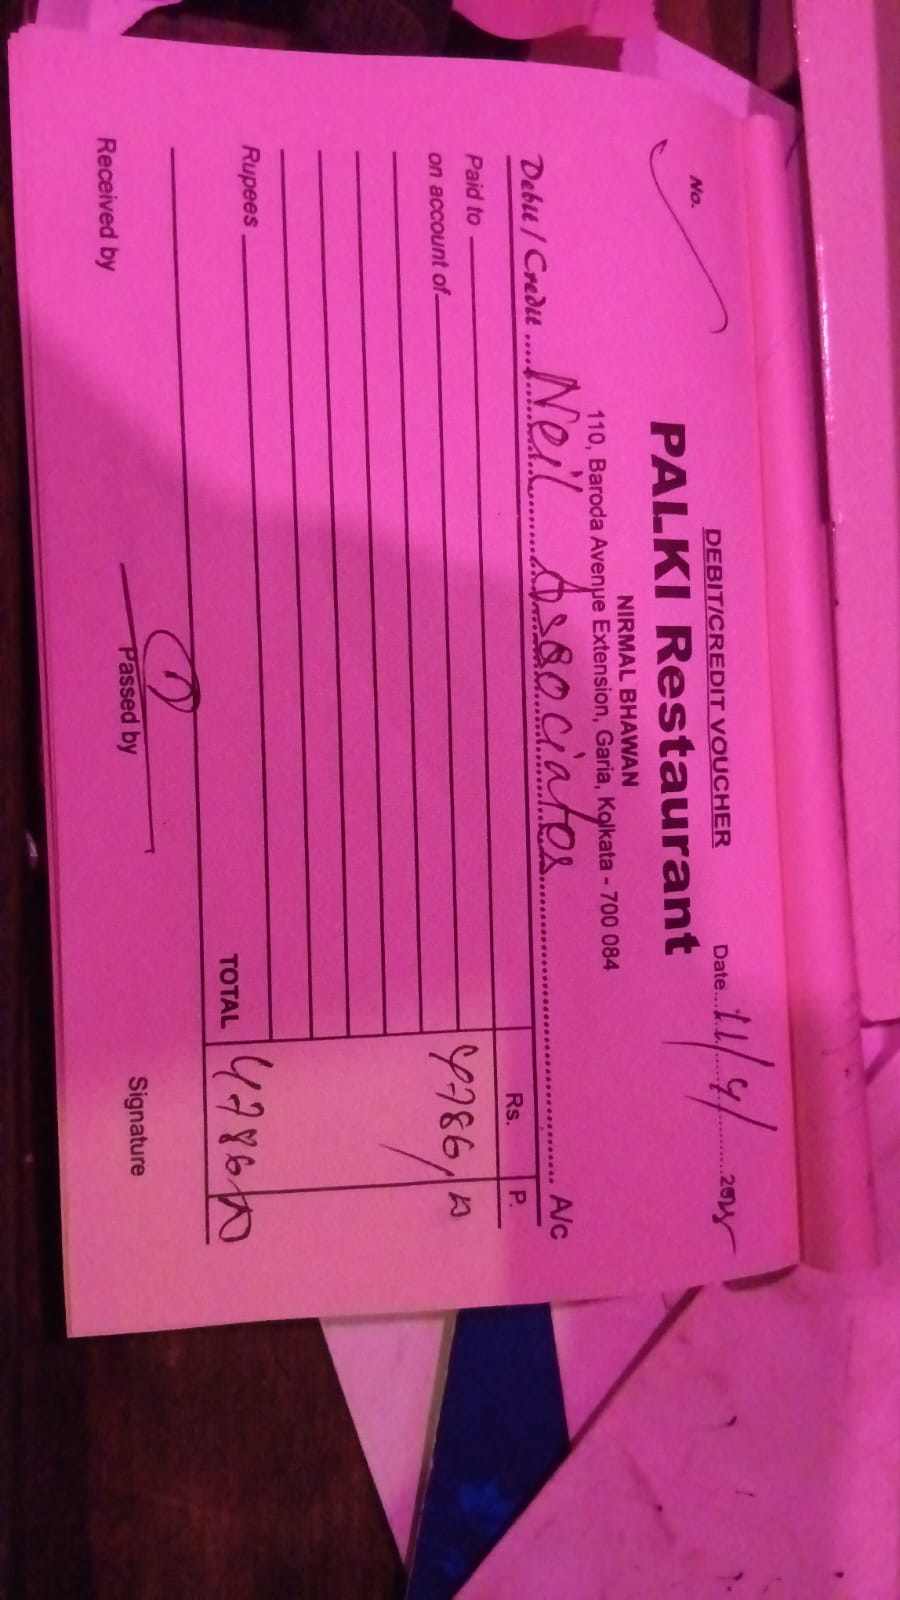 DEBIT/CREDIT VOUCHER
No.
Date 11/4/ 2025
PALKI Restaurant
NIRMAL BHAWAN
110, Baroda Avenue Extension, Garia, Kolkata - 700 084
Debit / Credit Neil Associates A/c
Rs. P.
Paid to
on account of 4786/
Rupees TOTAL 4786
Received by Passed by Signature